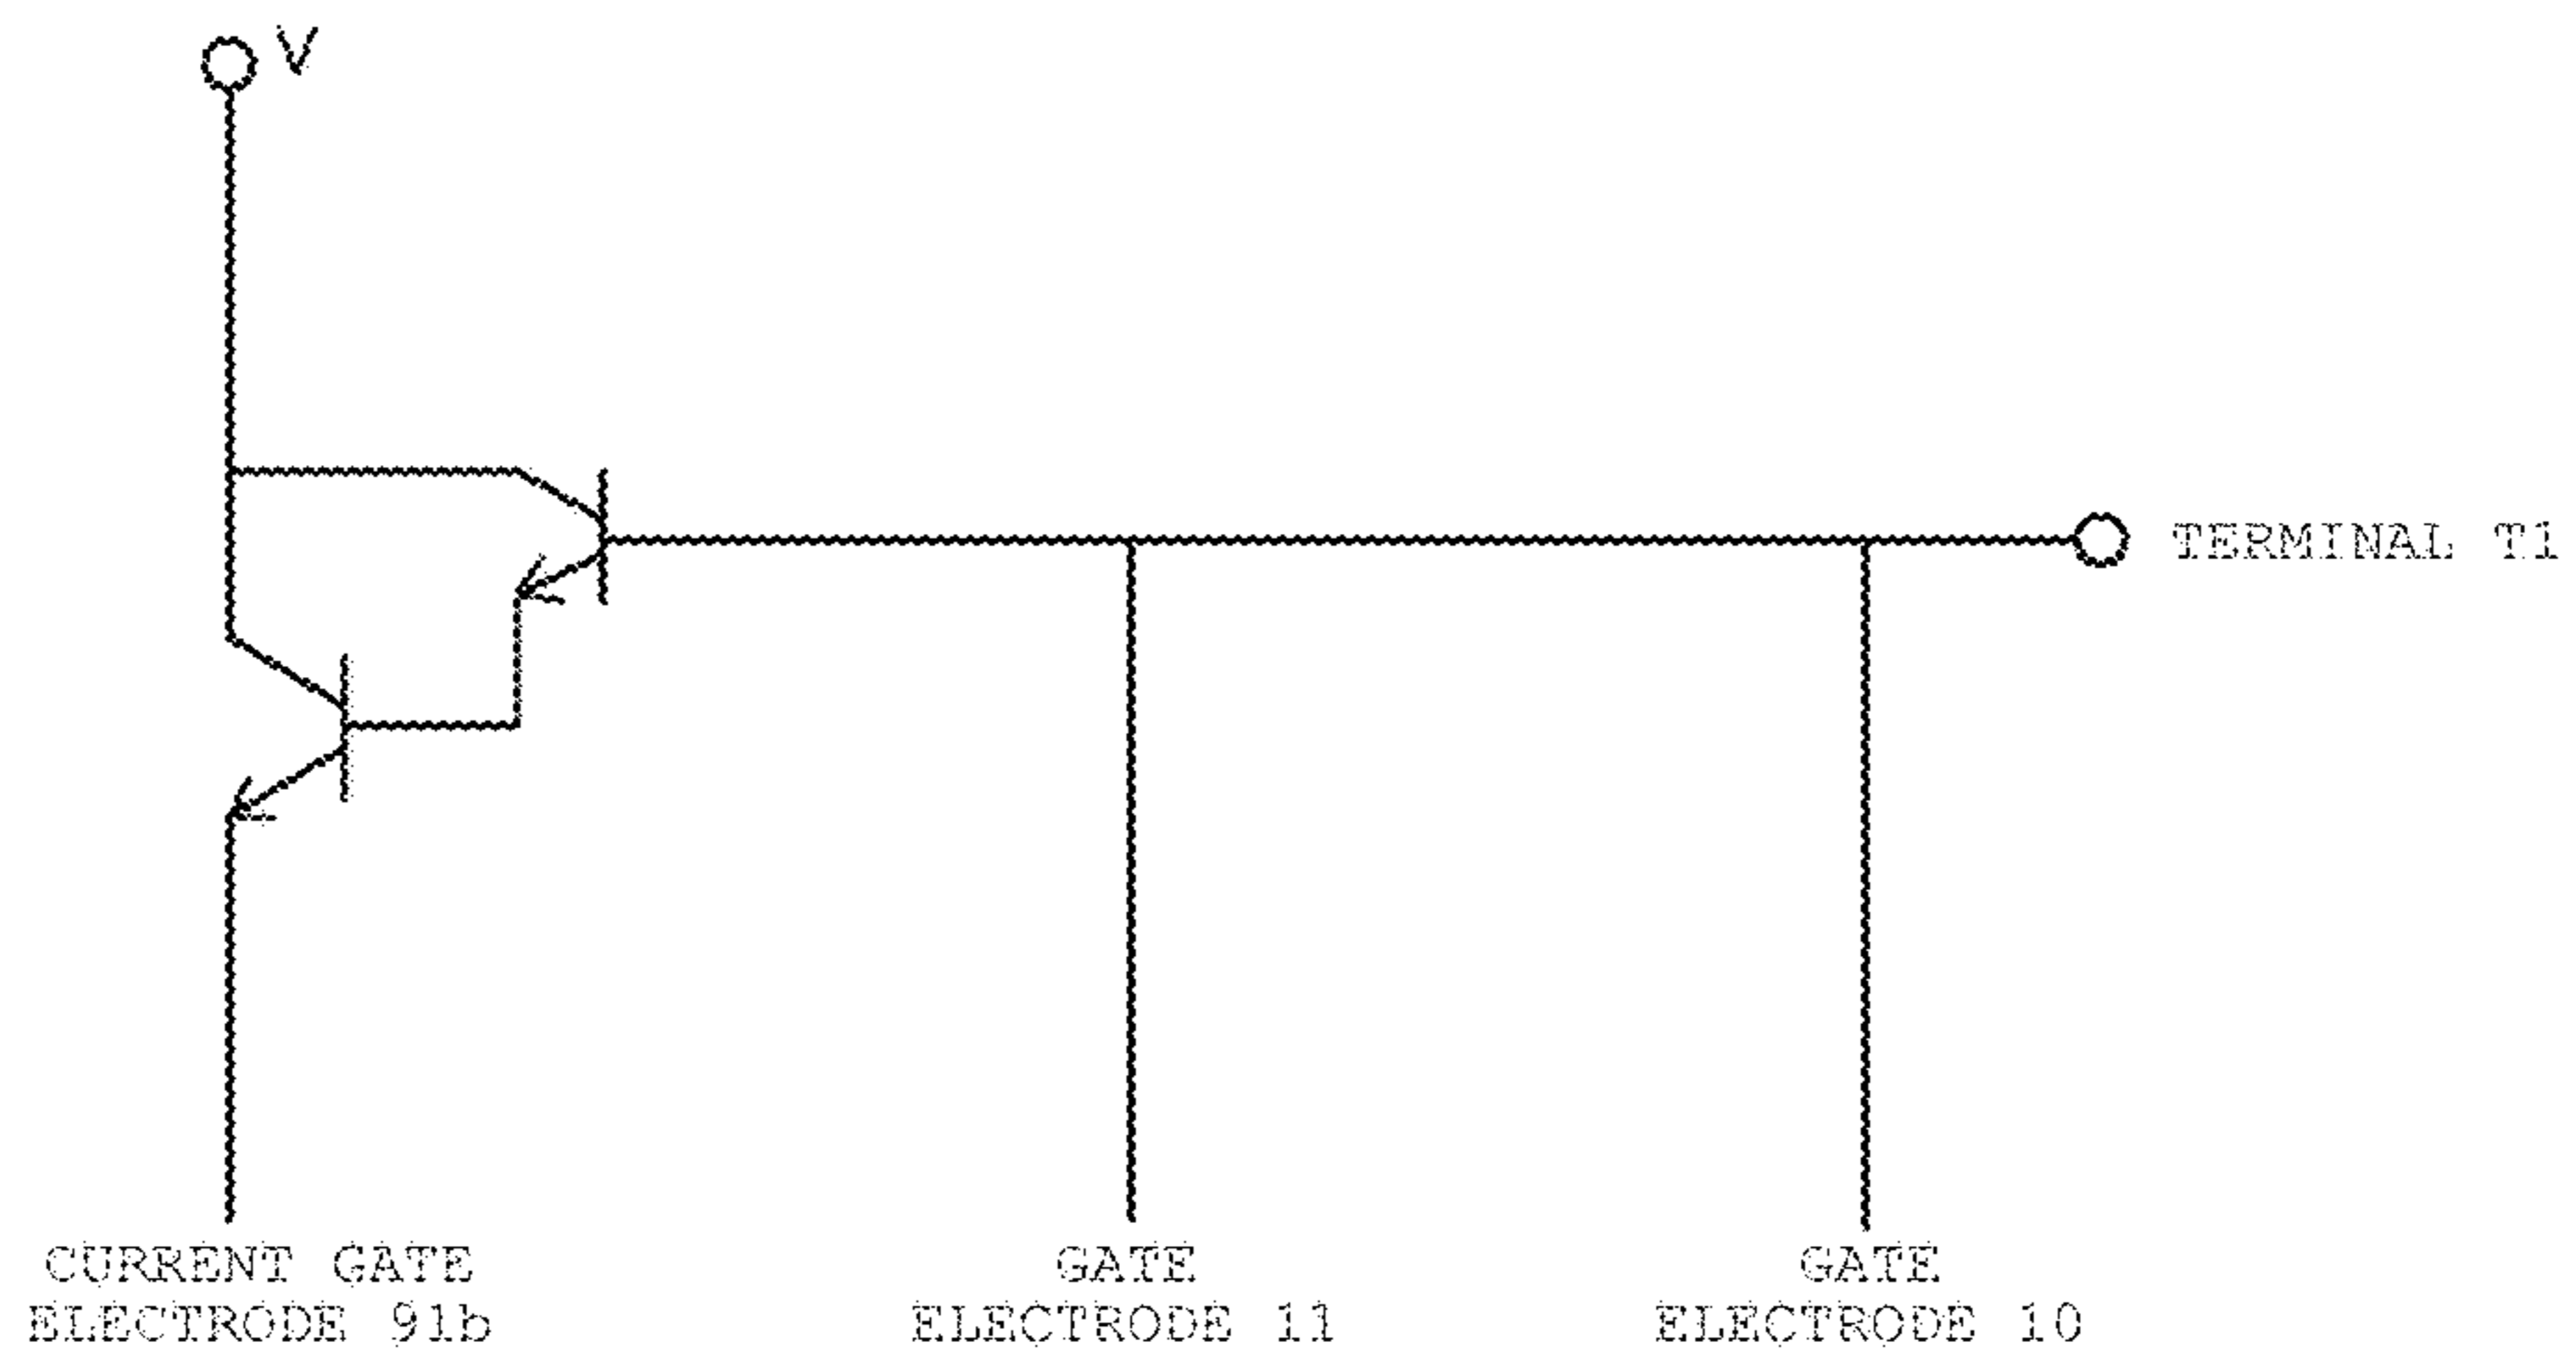 V
TERMINAL T1
CURRENT GATE
ELECTRODE 91b
GATE
ELECTRODE 11
GATE
ELECTRODE 10